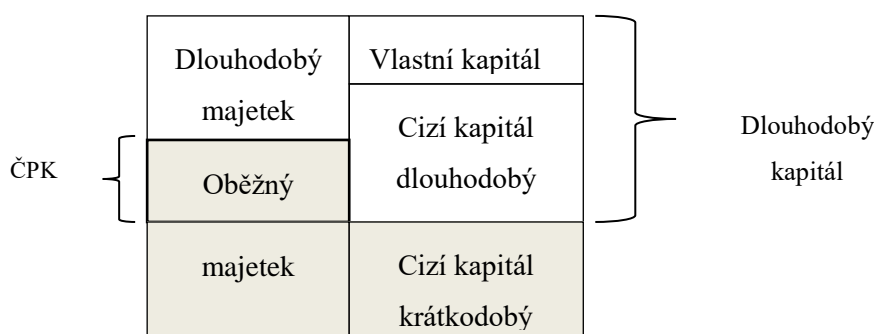 Dlouhodobý
majetek
Vlastní kapitál
Cizí kapitál
dlouhodobý
Dlouhodobý
kapitál
ČPK
Oběžný
majetek
Cizí kapitál
krátkodobý